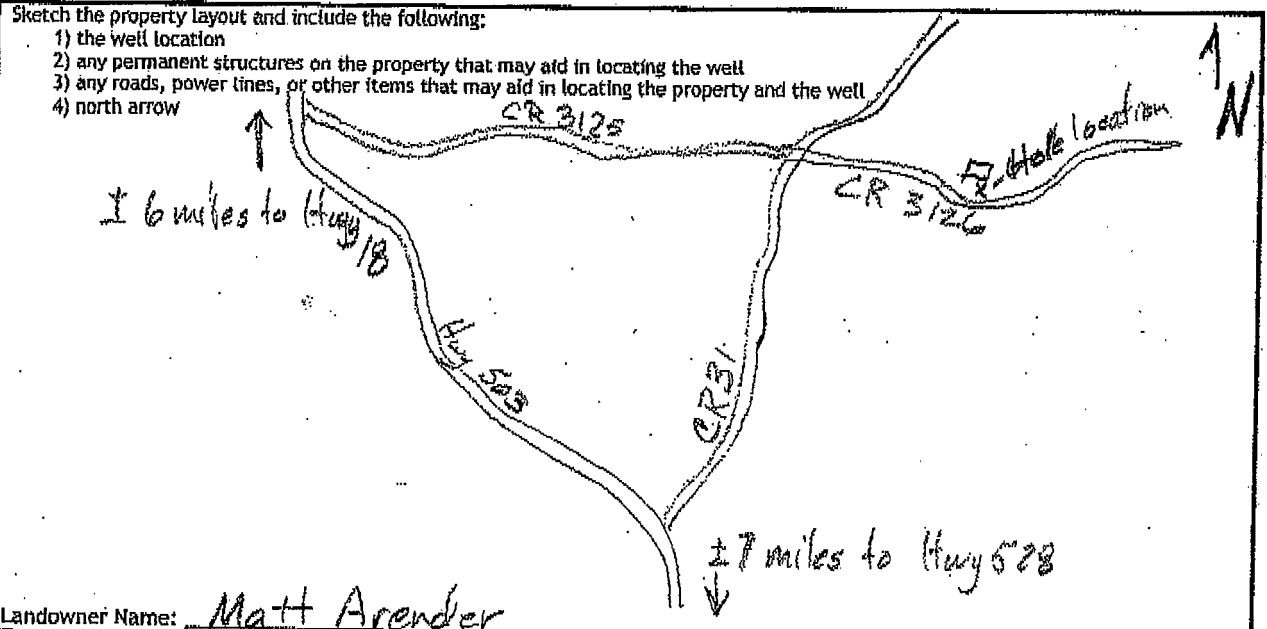 Sketch the property layout and include the following:
1) the well location
2) any permanent structures on the property that may aid in locating the well
3) any roads, power lines, or other items that may aid in locating the property and the well
4) north arrow
N
CR 3125
Hole location
CR 3126
± 6 miles to Hwy 18
Hwy 503
CR 31
± 7 miles to Hwy 528
Landowner Name: Matt Arender